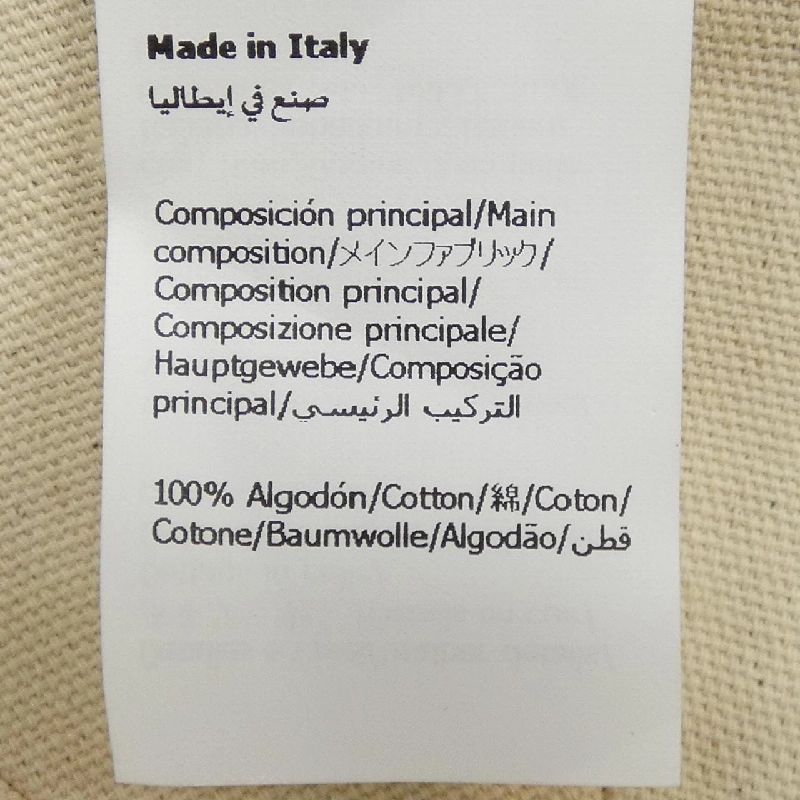 Made in Italy
صنع في إيطاليا
Composición principal/Main
composition/メインファブリック/
Composition principal/
Composizione principale/
Hauptgewebe/Composição
principal/التركيب الرئيسي
100% Algodón/Cotton/綿/Coton/
Cotone/Baumwolle/Algodão/قطن